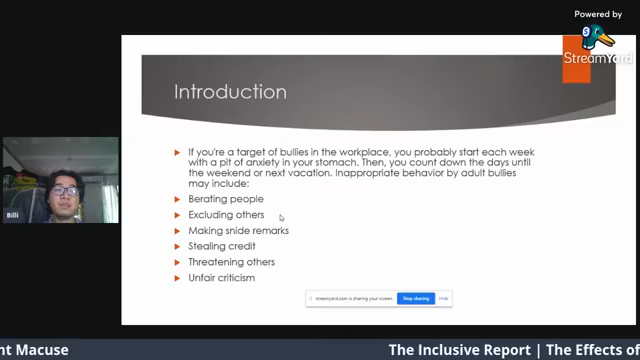 Powered by
StreamYard
Introduction
If you're a target of bullies in the workplace, you probably start each week
with a pit of anxiety in your stomach. Then, you count down the days until
the weekend or next vacation. Inappropriate behavior by adult bullies
may include:
Berating people
Excluding others
Making snide remarks
Stealing credit
Threatening others
Unfair criticism
Billi
streamyard.com is sharing your screen.
Stop sharing
Hide
nt Macuse
The Inclusive Report | The Effects of